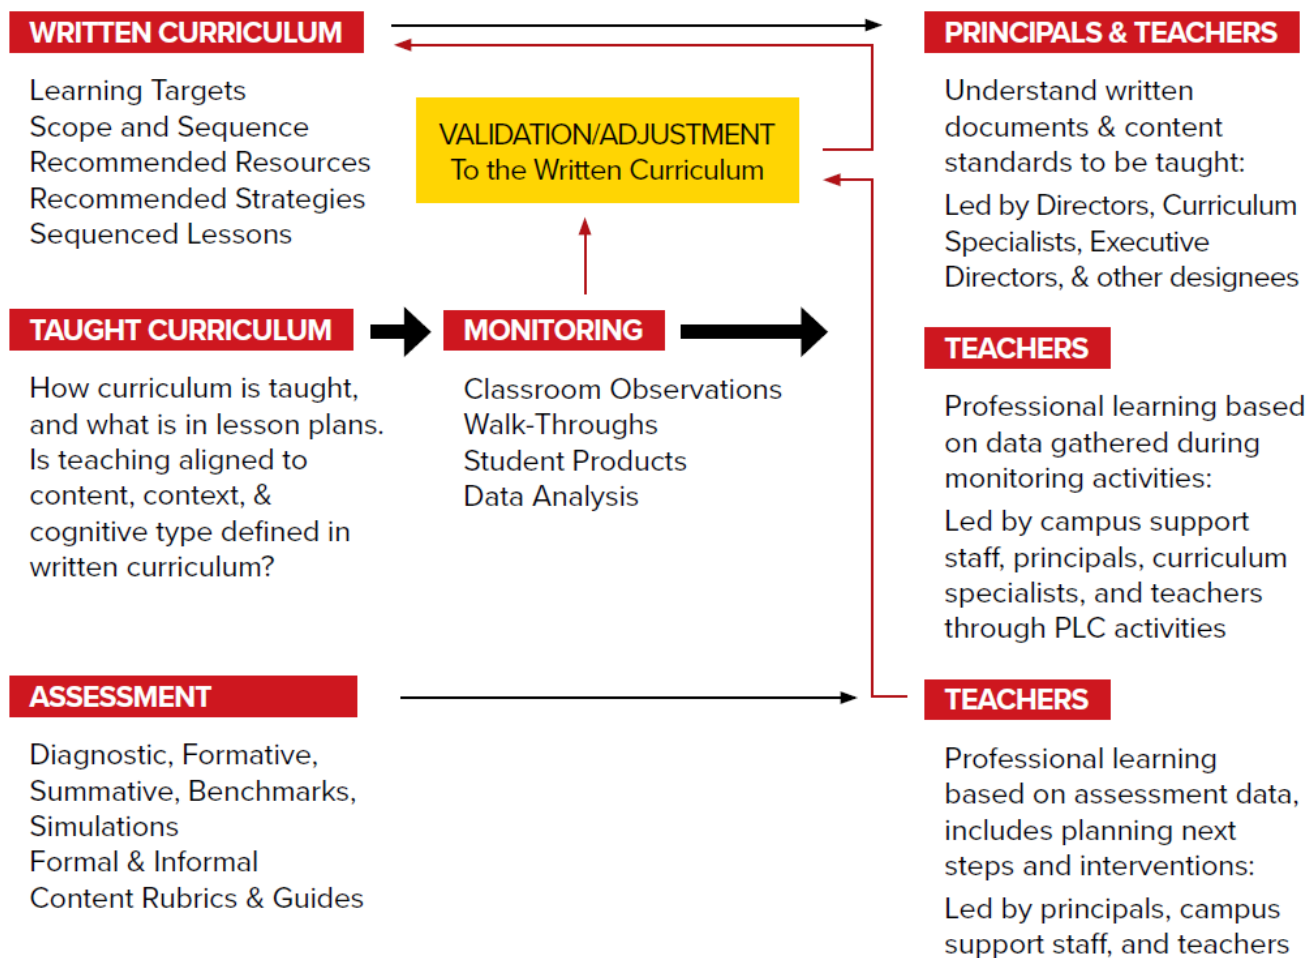 WRITTEN CURRICULUM
Learning Targets
Scope and Sequence
Recommended Resources
Recommended Strategies
Sequenced Lessons
VALIDATION/ADJUSTMENT
To the Written Curriculum
PRINCIPALS & TEACHERS
Understand written
documents & content
standards to be taught:
Led by Directors, Curriculum
Specialists, Executive
Directors, & other designees
TAUGHT CURRICULUM
How curriculum is taught,
and what is in lesson plans.
Is teaching aligned to
content, context, &
cognitive type defined in
written curriculum?
MONITORING
Classroom Observations
Walk-Throughs
Student Products
Data Analysis
TEACHERS
Professional learning based
on data gathered during
monitoring activities:
Led by campus support
staff, principals, curriculum
specialists, and teachers
through PLC activities
ASSESSMENT
Diagnostic, Formative,
Summative, Benchmarks,
Simulations
Formal & Informal
Content Rubrics & Guides
TEACHERS
Professional learning
based on assessment data,
includes planning next
steps and interventions:
Led by principals, campus
support staff, and teachers